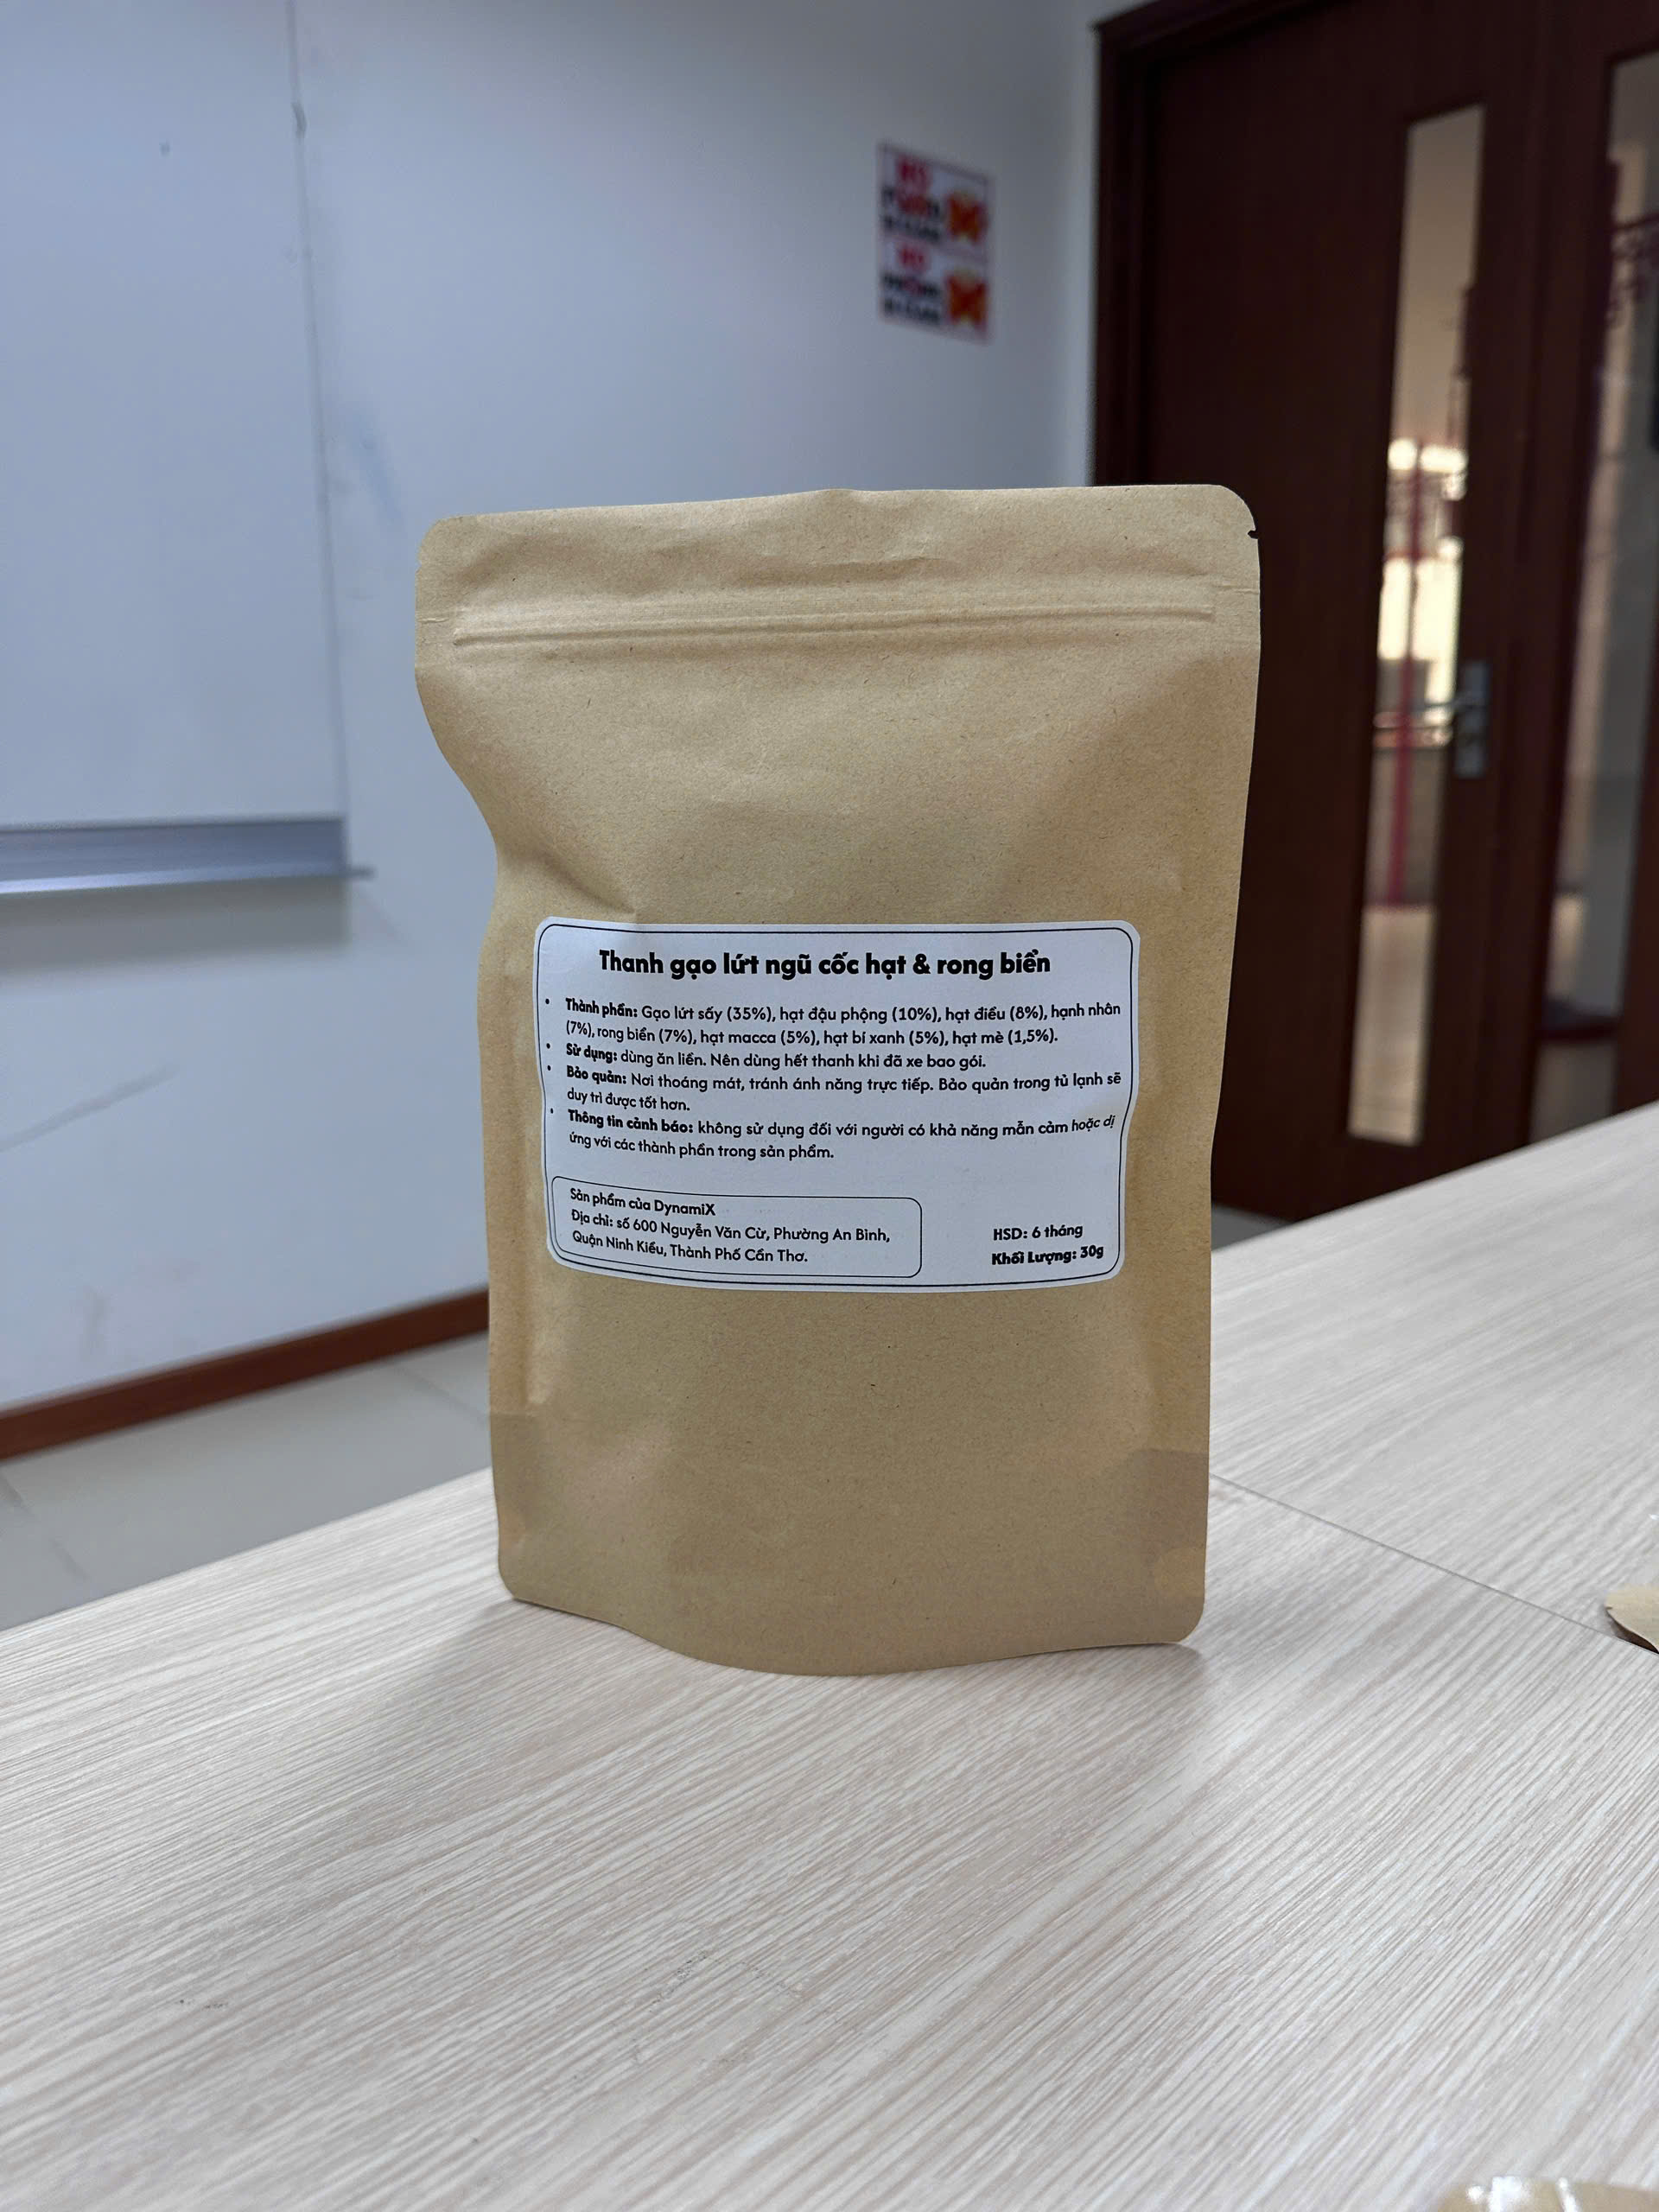 Thanh gạo lứt ngũ cốc hạt & rong biển
• Thành phần: Gạo lứt sấy (35%), hạt đậu phộng (10%), hạt điều (8%), hạnh nhân
(7%), rong biển (7%), hạt macca (5%), hạt bí xanh (5%), hạt mè (1,5%).
• Sử dụng: dùng ăn liền. Nên dùng hết thanh khi đã xe bao gói.
• Bảo quản: Nơi thoáng mát, tránh ánh năng trực tiếp. Bảo quản trong tủ lạnh sẽ
duy trì được tốt hơn.
• Thông tin cảnh báo: không sử dụng đối với người có khả năng mẫn cảm hoặc dị
ứng với các thành phần trong sản phẩm.
Sản phẩm của DynamiX
Địa chỉ: số 600 Nguyễn Văn Cừ, Phường An Bình,
Quận Ninh Kiều, Thành Phố Cần Thơ.
HSD: 6 tháng
Khối Lượng: 30g
NO
NO